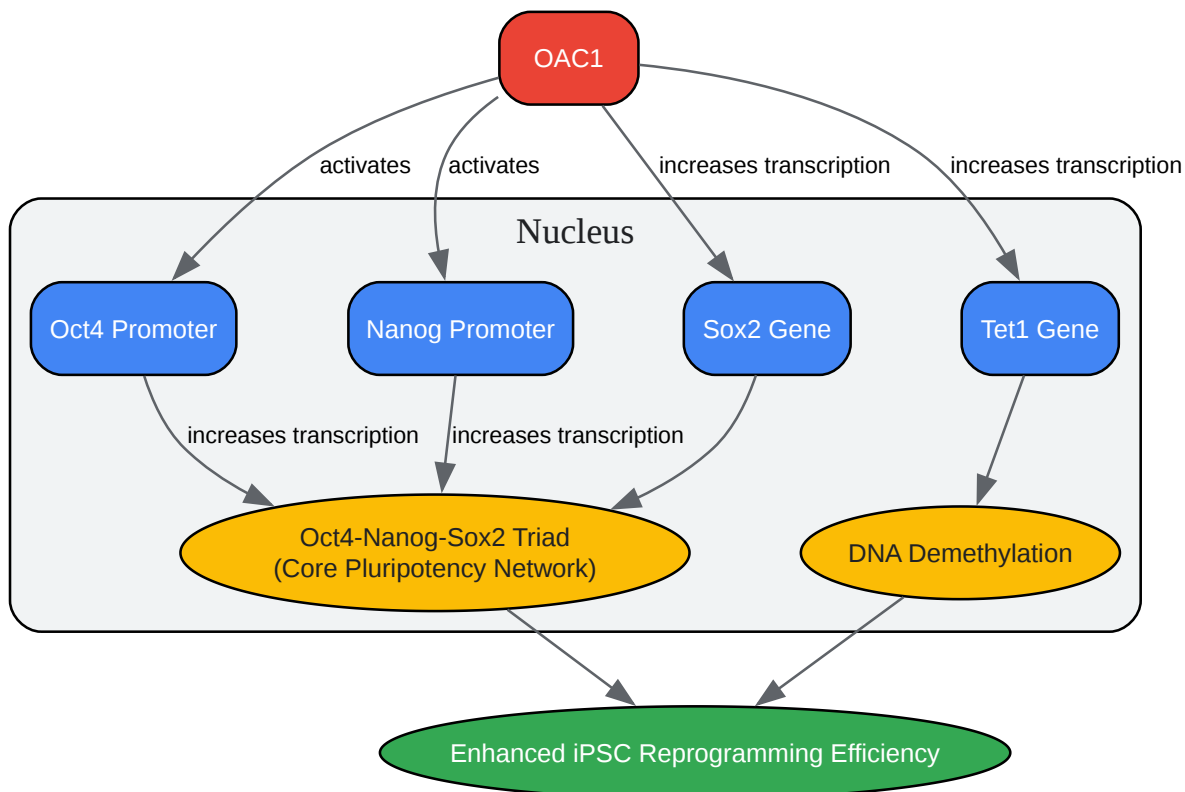 OAC1
activates
activates
increases transcription
increases transcription
Nucleus
Oct4 Promoter
Nanog Promoter
Sox2 Gene
Tet1 Gene
increases transcription
increases transcription
Oct4-Nanog-Sox2 Triad
(Core Pluripotency Network)
DNA Demethylation
Enhanced iPSC Reprogramming Efficiency